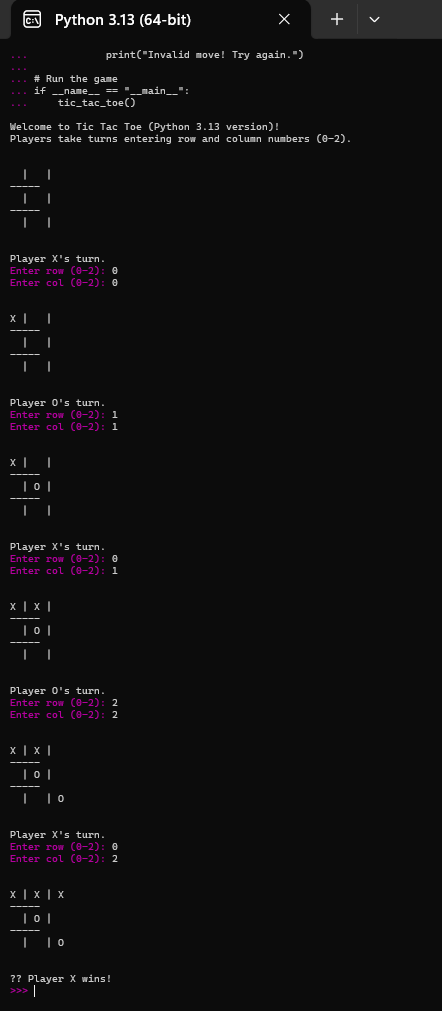 Python 3.13 (64-bit)
...             print("Invalid move! Try again.")
...
... # Run the game
... if __name__ == "__main__":
...     tic_tac_toe()
Welcome to Tic Tac Toe (Python 3.13 version)!
Players take turns entering row and column numbers (0-2).
  |   |
-----
  |   |
-----
  |   |
Player X's turn.
Enter row (0-2): 0
Enter col (0-2): 0
X |   |
-----
  |   |
-----
  |   |
Player O's turn.
Enter row (0-2): 1
Enter col (0-2): 1
X |   |
-----
  | O |
-----
  |   |
Player X's turn.
Enter row (0-2): 0
Enter col (0-2): 1
X | X |
-----
  | O |
-----
  |   |
Player O's turn.
Enter row (0-2): 2
Enter col (0-2): 2
X | X |
-----
  | O |
-----
  |   | O
Player X's turn.
Enter row (0-2): 0
Enter col (0-2): 2
X | X | X
-----
  | O |
-----
  |   | O
?? Player X wins!
>>>